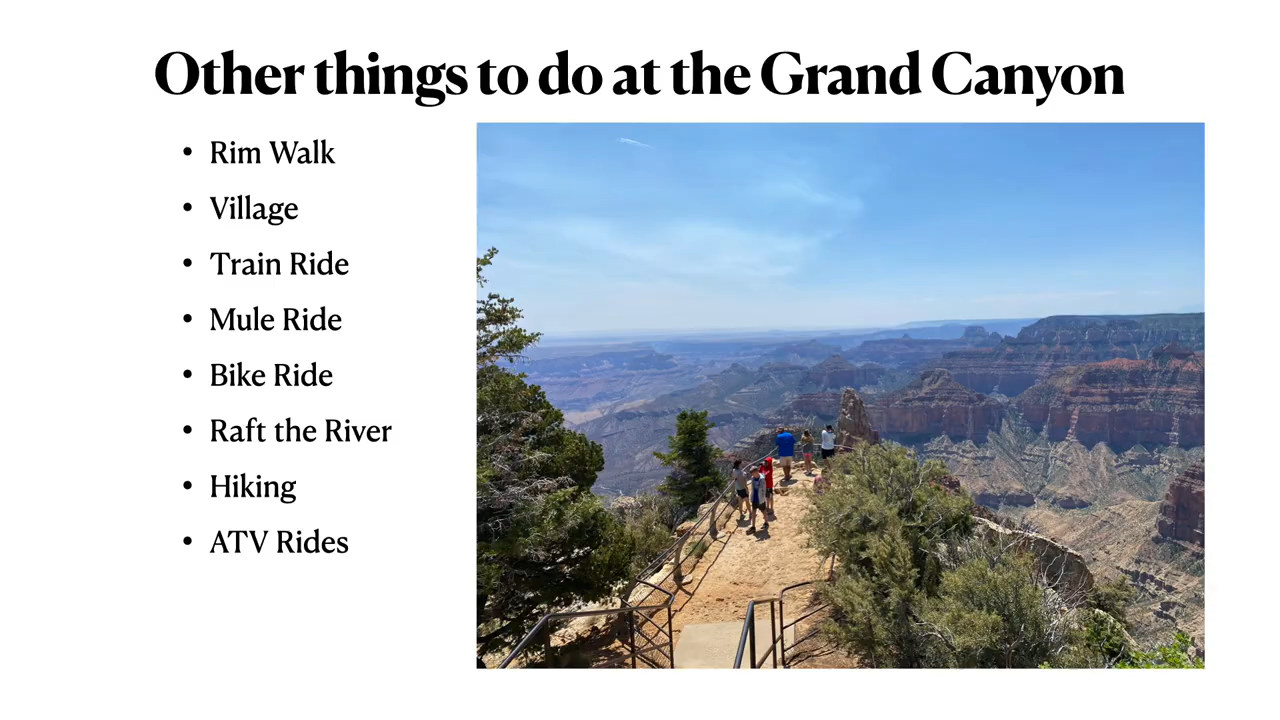 Other things to do at the Grand Canyon
• Rim Walk
• Village
• Train Ride
• Mule Ride
• Bike Ride
• Raft the River
• Hiking
• ATV Rides